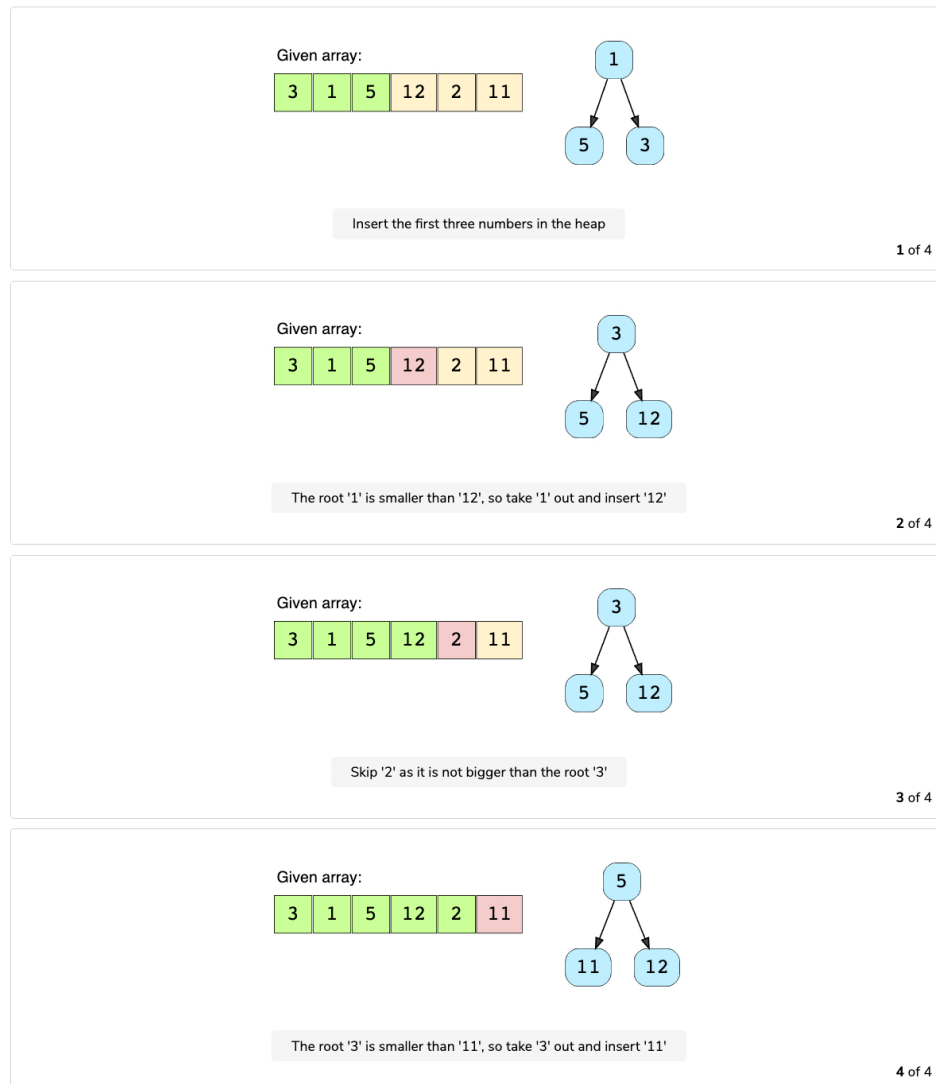 Given array:
3 1 5 12 2 11
1
5 3
Insert the first three numbers in the heap
1 of 4
Given array:
3 1 5 12 2 11
3
5 12
The root '1' is smaller than '12', so take '1' out and insert '12'
2 of 4
Given array:
3 1 5 12 2 11
3
5 12
Skip '2' as it is not bigger than the root '3'
3 of 4
Given array:
3 1 5 12 2 11
5
11 12
The root '3' is smaller than '11', so take '3' out and insert '11'
4 of 4